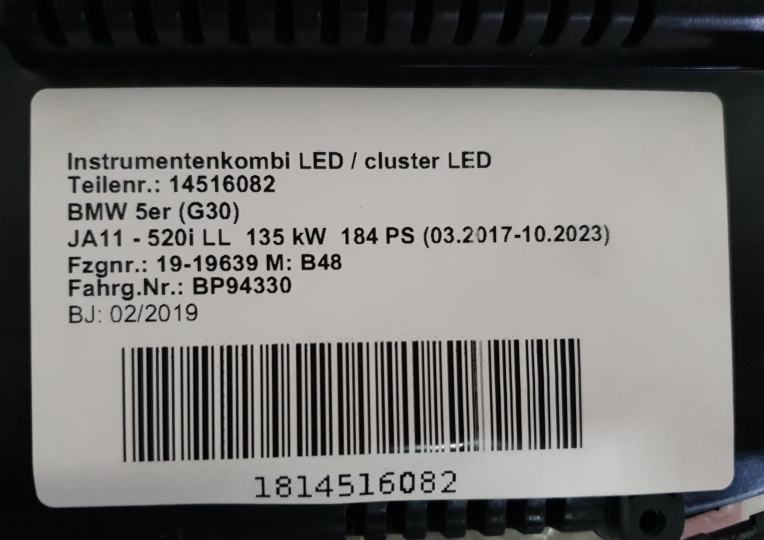 Instrumentenkombi LED / cluster LED
Teilenr.: 14516082
BMW 5er (G30)
JA11 - 520i LL 135 kW 184 PS (03.2017-10.2023)
Fzgnr.: 19-19639 M: B48
Fahrg.Nr.: BP94330
BJ: 02/2019
1814516082